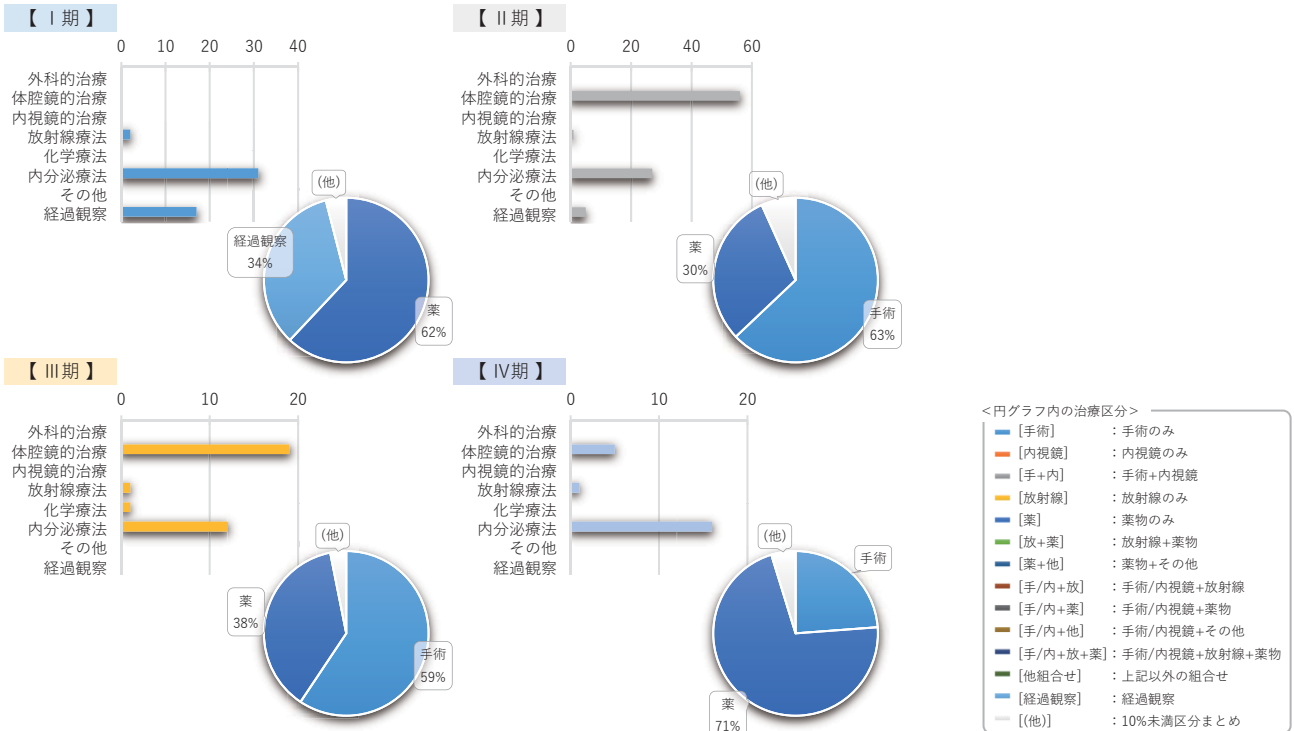 【 Ⅰ期 】
0 10 20 30 40
外科的治療
体腔鏡的治療
内視鏡的治療
放射線療法
化学療法
内分泌療法
その他
経過観察
(他)
経過観察
34%
薬
62%
【 Ⅱ期 】
0 20 40 60
外科的治療
体腔鏡的治療
内視鏡的治療
放射線療法
化学療法
内分泌療法
その他
経過観察
(他)
薬
30%
手術
63%
【 Ⅲ期 】
0 10 20
外科的治療
体腔鏡的治療
内視鏡的治療
放射線療法
化学療法
内分泌療法
その他
経過観察
(他)
薬
38%
手術
59%
【 Ⅳ期 】
0 10 20
外科的治療
体腔鏡的治療
内視鏡的治療
放射線療法
化学療法
内分泌療法
その他
経過観察
(他)
手術
薬
71%
＜円グラフ内の治療区分＞
[手術] ：手術のみ
[内視鏡] ：内視鏡のみ
[手+内] ：手術+内視鏡
[放射線] ：放射線のみ
[薬] ：薬物のみ
[放+薬] ：放射線+薬物
[薬+他] ：薬物+その他
[手/内+放] ：手術/内視鏡+放射線
[手/内+薬] ：手術/内視鏡+薬物
[手/内+他] ：手術/内視鏡+その他
[手/内+放+薬]：手術/内視鏡+放射線+薬物
[他組合せ] ：上記以外の組合せ
[経過観察] ：経過観察
[(他)] ：10%未満区分まとめ